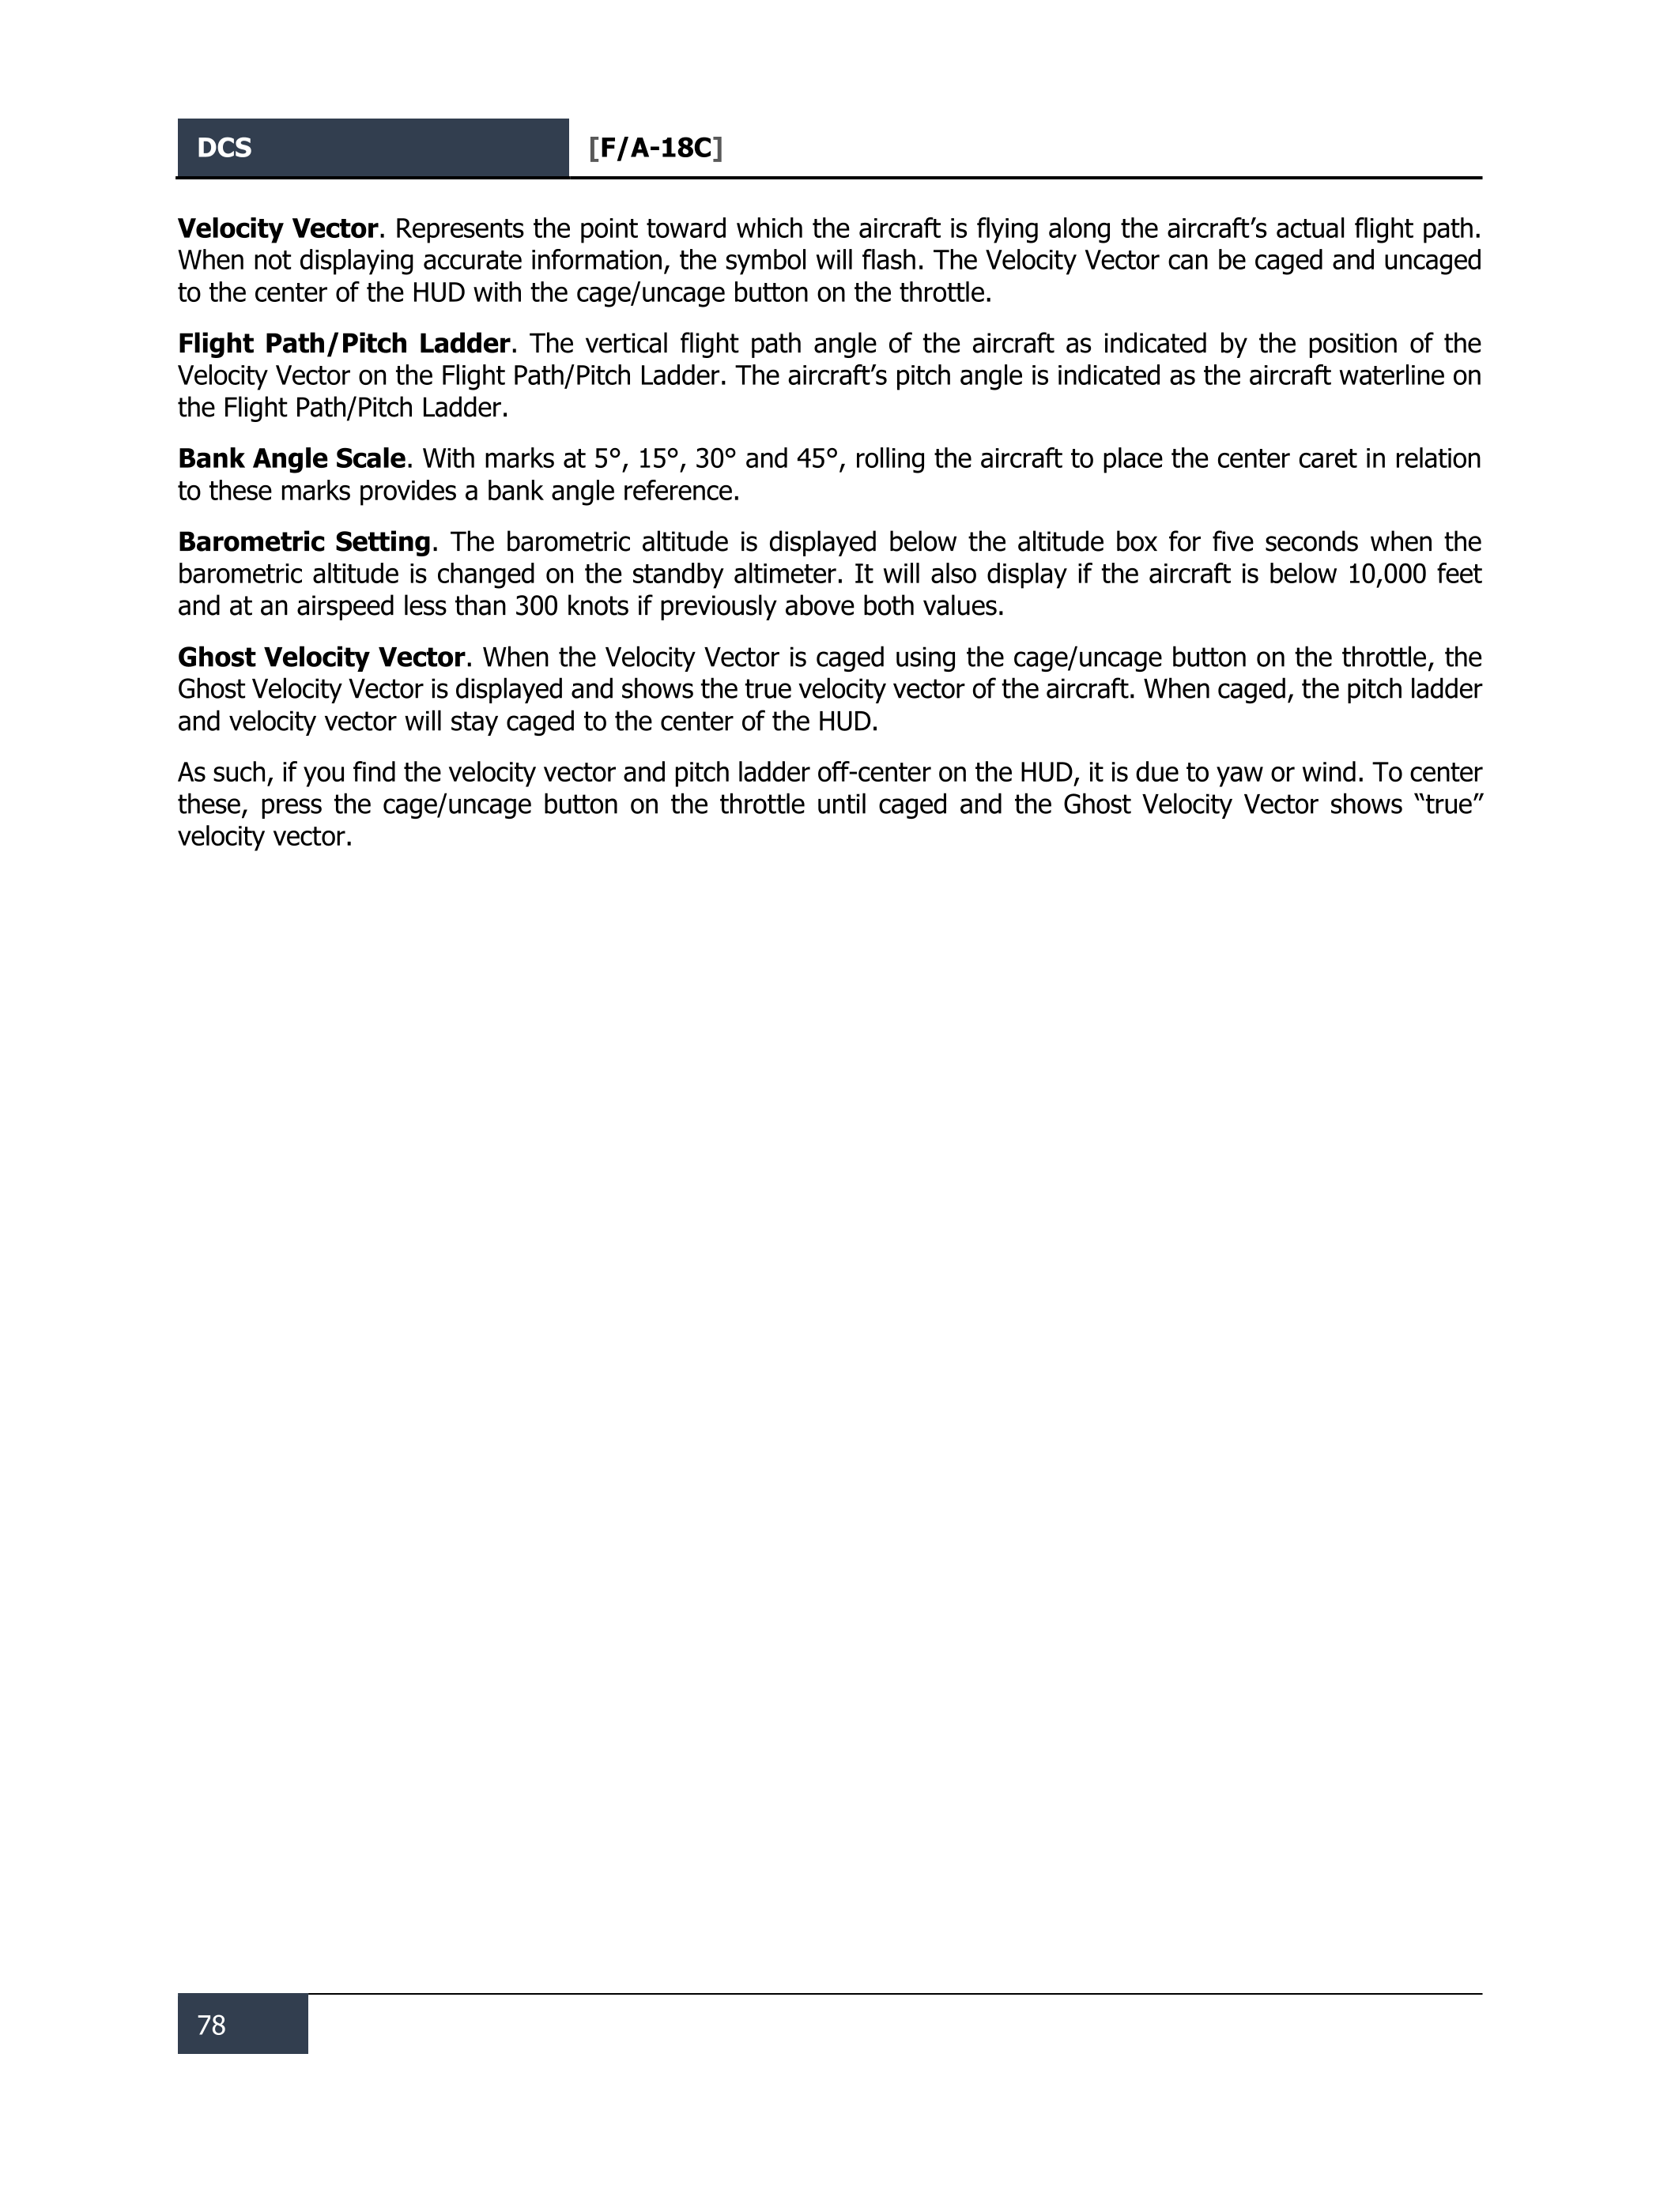 DCS [F/A-18C]
Velocity Vector. Represents the point toward which the aircraft is flying along the aircraft’s actual flight path.
When not displaying accurate information, the symbol will flash. The Velocity Vector can be caged and uncaged
to the center of the HUD with the cage/uncage button on the throttle.
Flight Path/Pitch Ladder. The vertical flight path angle of the aircraft as indicated by the position of the
Velocity Vector on the Flight Path/Pitch Ladder. The aircraft’s pitch angle is indicated as the aircraft waterline on
the Flight Path/Pitch Ladder.
Bank Angle Scale. With marks at 5°, 15°, 30° and 45°, rolling the aircraft to place the center caret in relation
to these marks provides a bank angle reference.
Barometric Setting. The barometric altitude is displayed below the altitude box for five seconds when the
barometric altitude is changed on the standby altimeter. It will also display if the aircraft is below 10,000 feet
and at an airspeed less than 300 knots if previously above both values.
Ghost Velocity Vector. When the Velocity Vector is caged using the cage/uncage button on the throttle, the
Ghost Velocity Vector is displayed and shows the true velocity vector of the aircraft. When caged, the pitch ladder
and velocity vector will stay caged to the center of the HUD.
As such, if you find the velocity vector and pitch ladder off-center on the HUD, it is due to yaw or wind. To center
these, press the cage/uncage button on the throttle until caged and the Ghost Velocity Vector shows “true”
velocity vector.
78